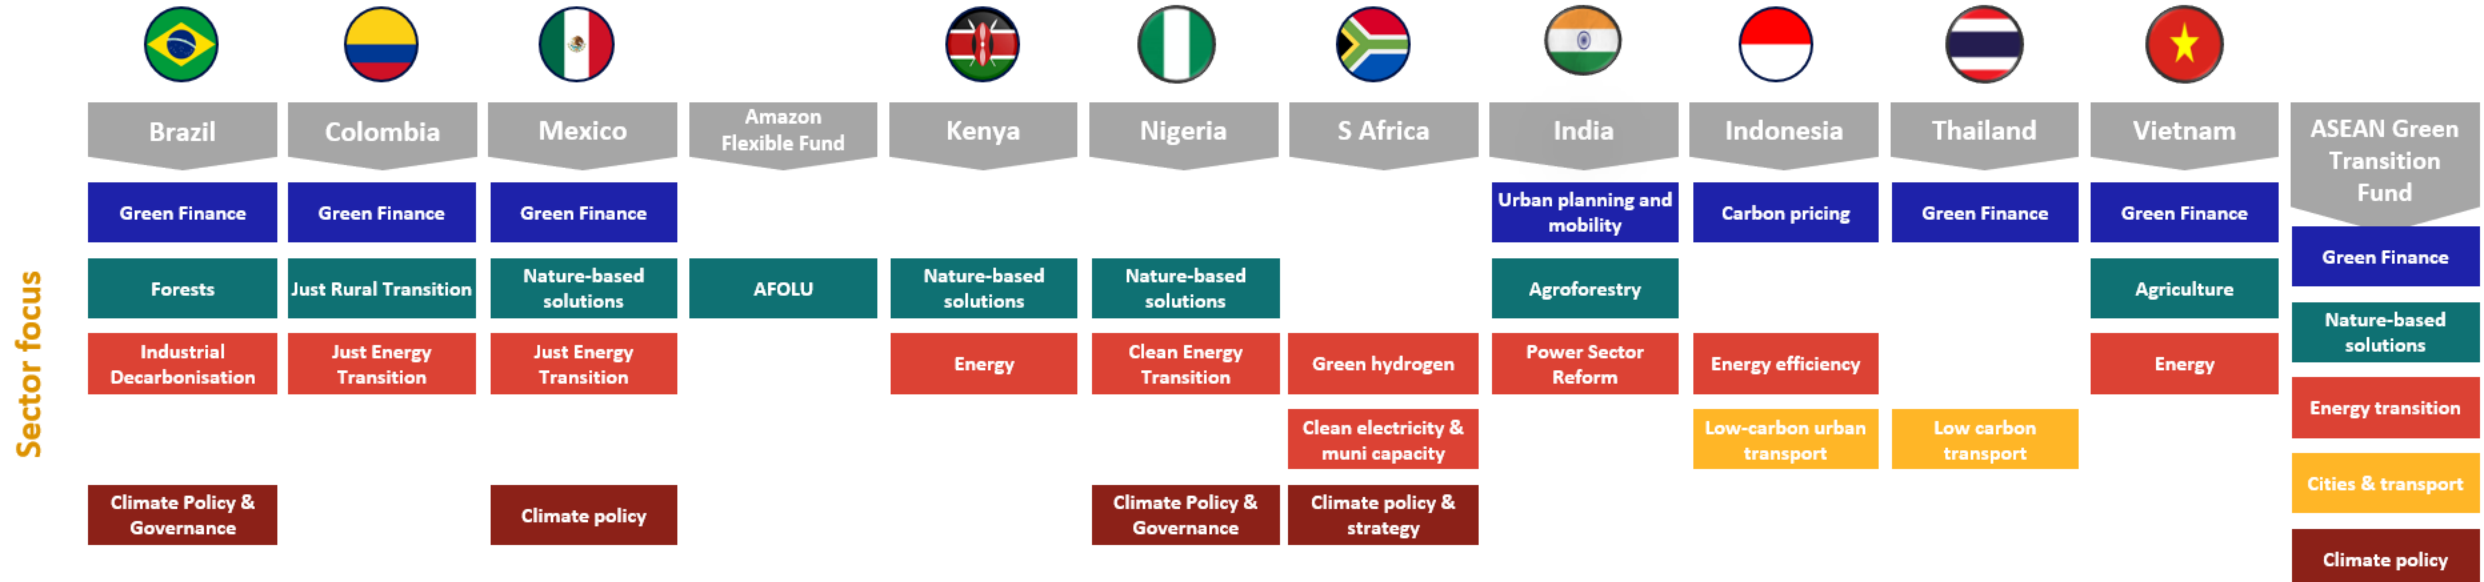 Brazil
Colombia
Mexico
Amazon
Flexible Fund
Kenya
Nigeria
S Africa
India
Indonesia
Thailand
Vietnam
ASEAN Green
Transition
Fund
Sector focus
Green Finance
Green Finance
Green Finance
Urban planning and
mobility
Carbon pricing
Green Finance
Green Finance
Green Finance
Forests
Just Rural Transition
Nature-based
solutions
AFOLU
Nature-based
solutions
Nature-based
solutions
Agroforestry
Agriculture
Nature-based
solutions
Industrial
Decarbonisation
Just Energy
Transition
Just Energy
Transition
Energy
Clean Energy
Transition
Green hydrogen
Power Sector
Reform
Energy efficiency
Energy
Energy transition
Clean electricity &
muni capacity
Low-carbon urban
transport
Low carbon
transport
Cities & transport
Climate Policy &
Governance
Climate policy
Climate Policy &
Governance
Climate policy &
strategy
Climate policy